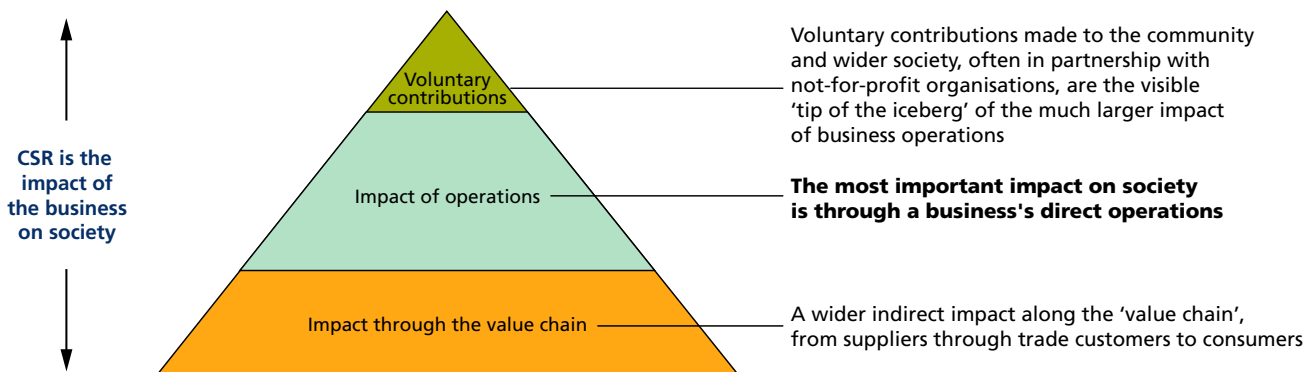 CSR is the
impact of
the business
on society
Voluntary
contributions
Impact of operations
Impact through the value chain
Voluntary contributions made to the community
and wider society, often in partnership with
not-for-profit organisations, are the visible
‘tip of the iceberg’ of the much larger impact
of business operations
The most important impact on society
is through a business's direct operations
A wider indirect impact along the ‘value chain’,
from suppliers through trade customers to consumers